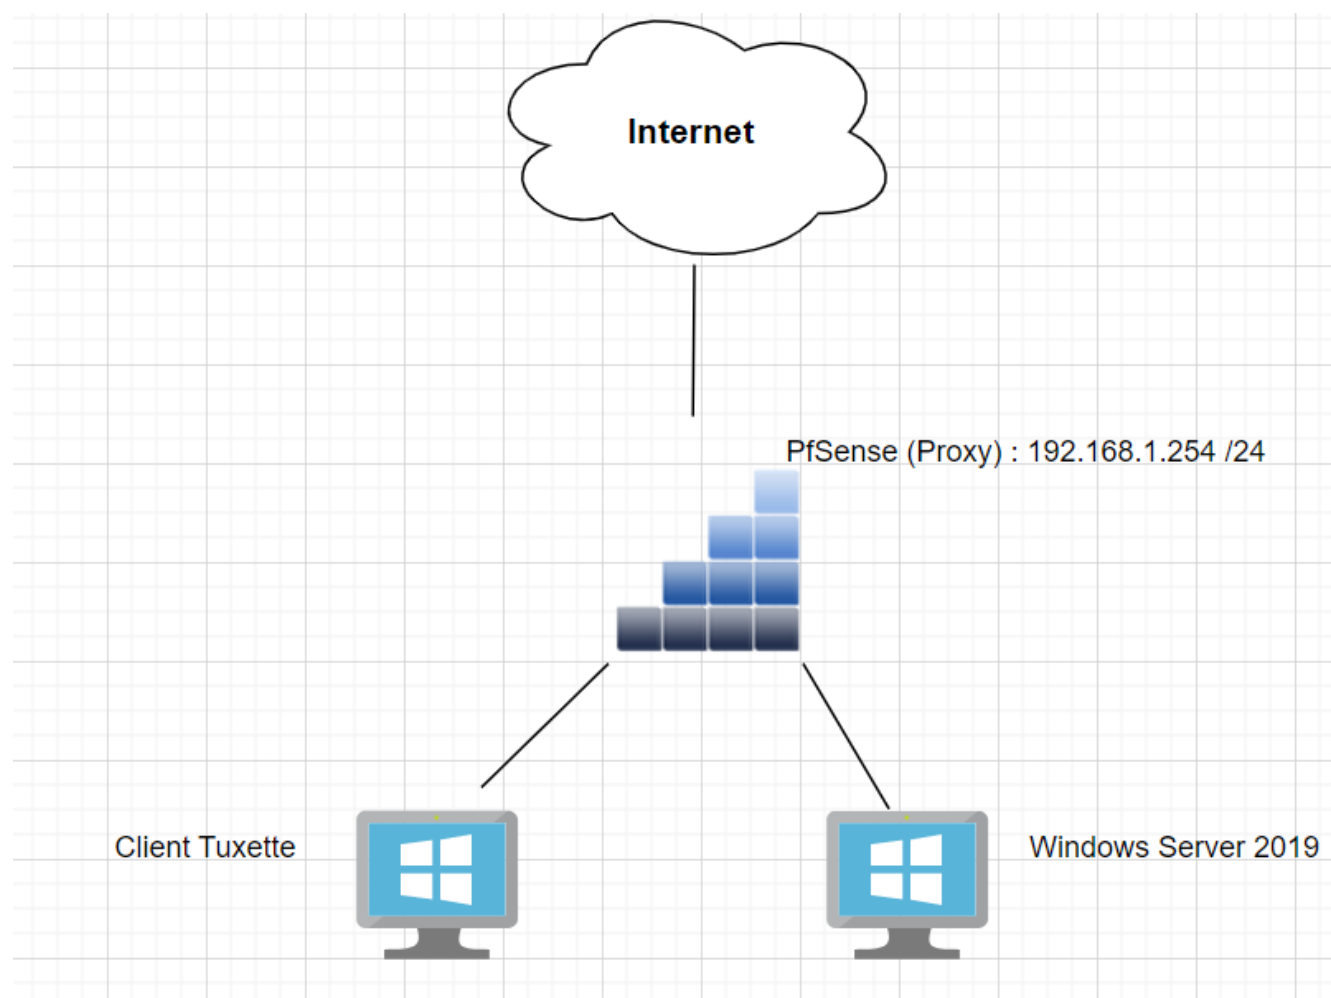 Internet
PfSense (Proxy) : 192.168.1.254 /24
Client Tuxette
Windows Server 2019